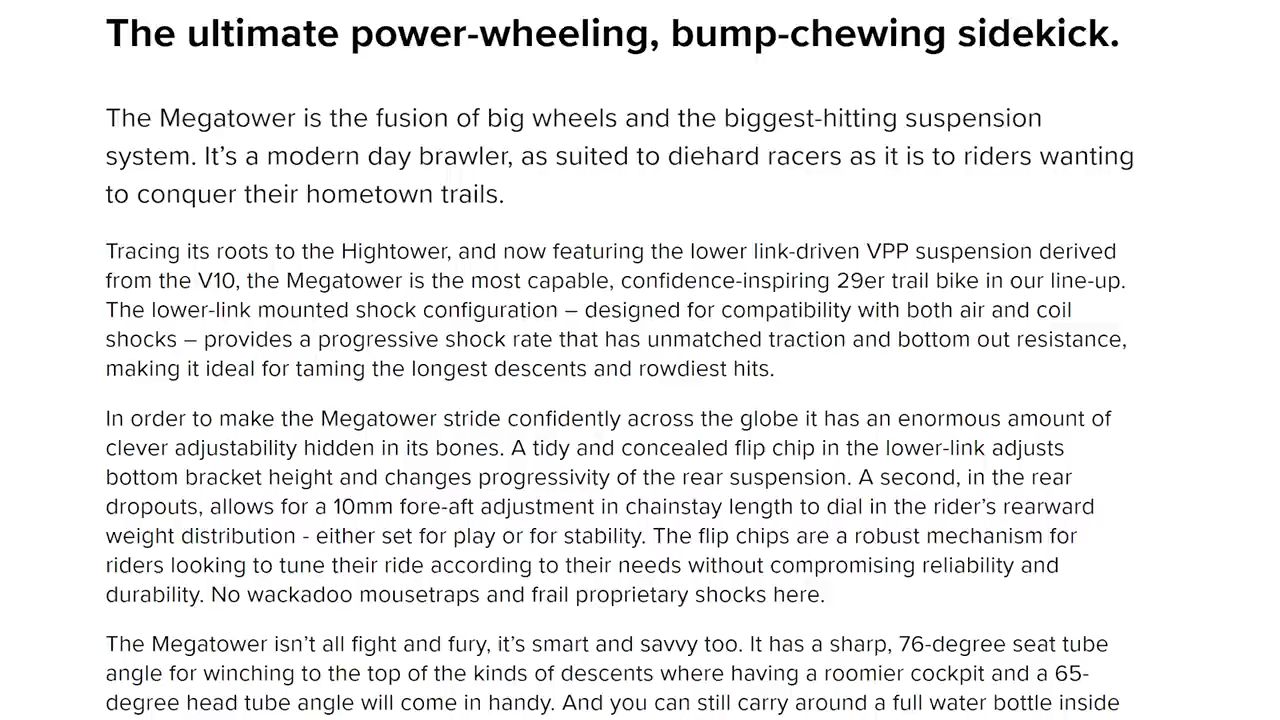 The ultimate power-wheeling, bump-chewing sidekick.
The Megatower is the fusion of big wheels and the biggest-hitting suspension
system. It’s a modern day brawler, as suited to diehard racers as it is to riders wanting
to conquer their hometown trails.
Tracing its roots to the Hightower, and now featuring the lower link-driven VPP suspension derived
from the V10, the Megatower is the most capable, confidence-inspiring 29er trail bike in our line-up.
The lower-link mounted shock configuration – designed for compatibility with both air and coil
shocks – provides a progressive shock rate that has unmatched traction and bottom out resistance,
making it ideal for taming the longest descents and rowdiest hits.
In order to make the Megatower stride confidently across the globe it has an enormous amount of
clever adjustability hidden in its bones. A tidy and concealed flip chip in the lower-link adjusts
bottom bracket height and changes progressivity of the rear suspension. A second, in the rear
dropouts, allows for a 10mm fore-aft adjustment in chainstay length to dial in the rider’s rearward
weight distribution - either set for play or for stability. The flip chips are a robust mechanism for
riders looking to tune their ride according to their needs without compromising reliability and
durability. No wackadoo mousetraps and frail proprietary shocks here.
The Megatower isn’t all fight and fury, it’s smart and savvy too. It has a sharp, 76-degree seat tube
angle for winching to the top of the kinds of descents where having a roomier cockpit and a 65-
degree head tube angle will come in handy. And you can still carry around a full water bottle inside